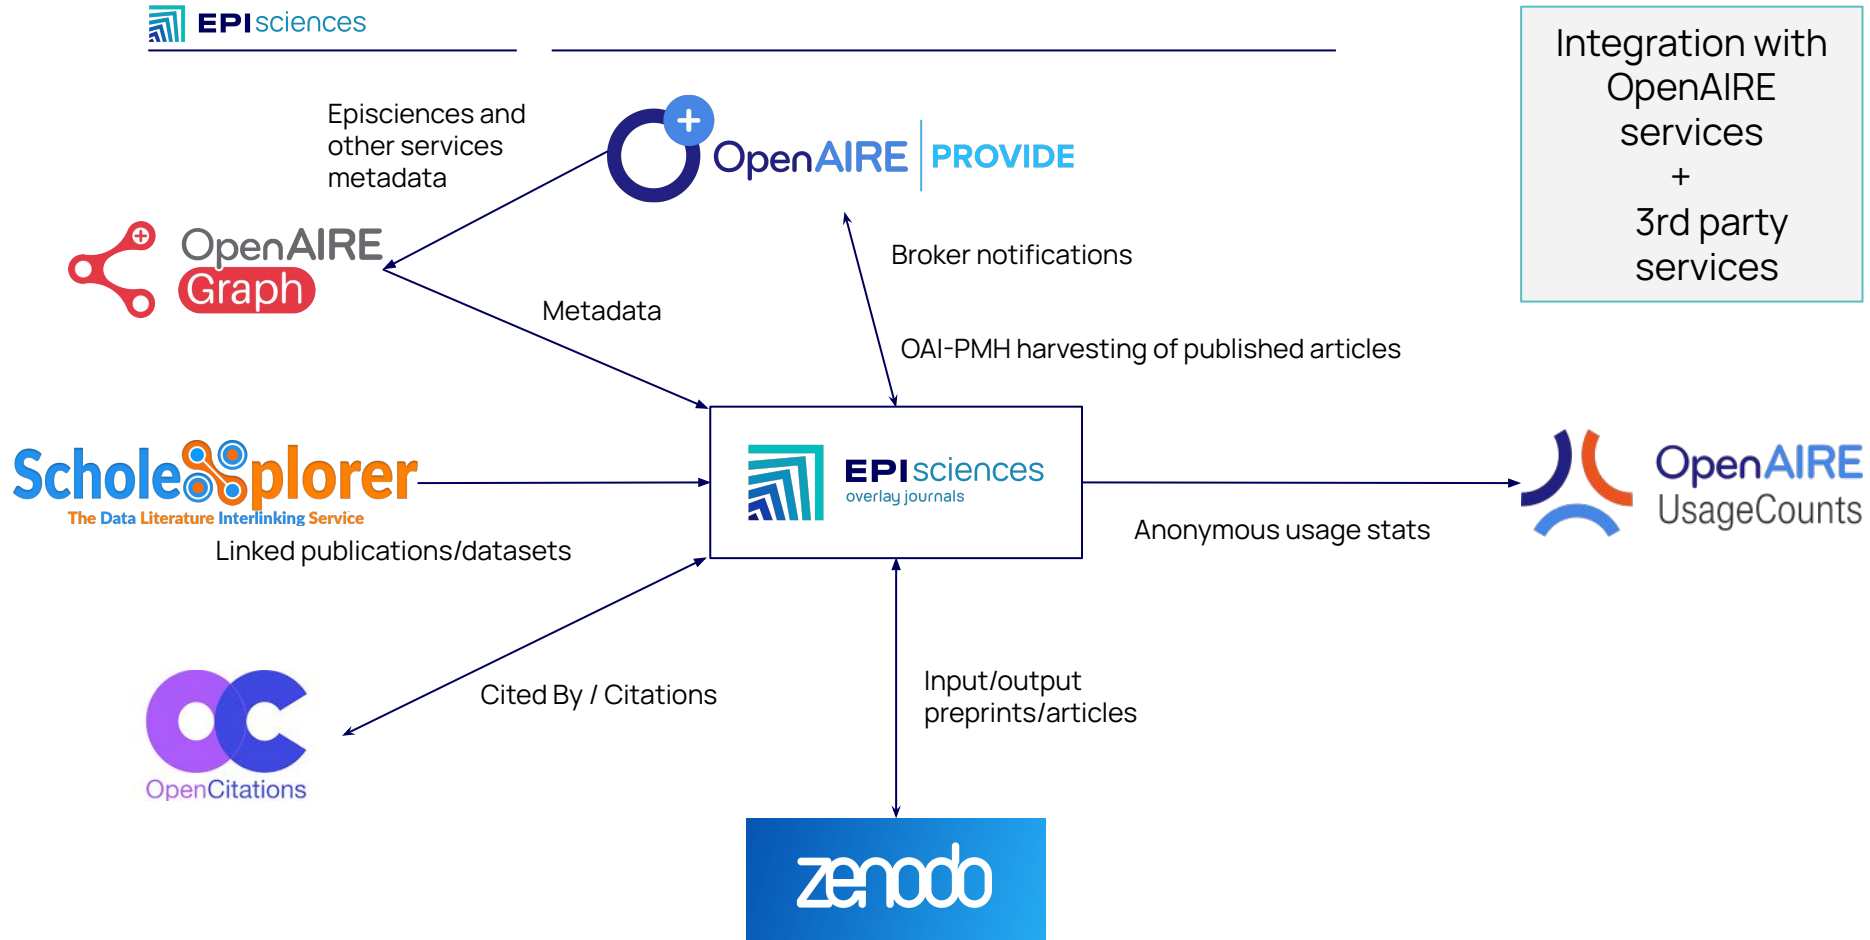 EPIsciences
Integration with
OpenAIRE
services
+
3rd party
services
Episciences and
other services
metadata
OpenAIRE | PROVIDE
OpenAIRE
Graph
Broker notifications
Metadata
OAI-PMH harvesting of published articles
ScholeXplorer
The Data Literature Interlinking Service
Linked publications/datasets
EPIsciences
overlay journals
Anonymous usage stats
OpenAIRE
UsageCounts
Cited By / Citations
Input/output
preprints/articles
OC
OpenCitations
zenodo